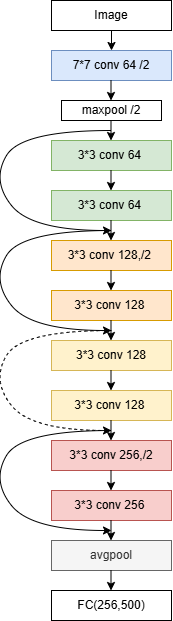 Image
7*7 conv 64 /2
maxpool /2
3*3 conv 64
3*3 conv 64
3*3 conv 128,/2
3*3 conv 128
3*3 conv 128
3*3 conv 128
3*3 conv 256,/2
3*3 conv 256
avgpool
FC(256,500)